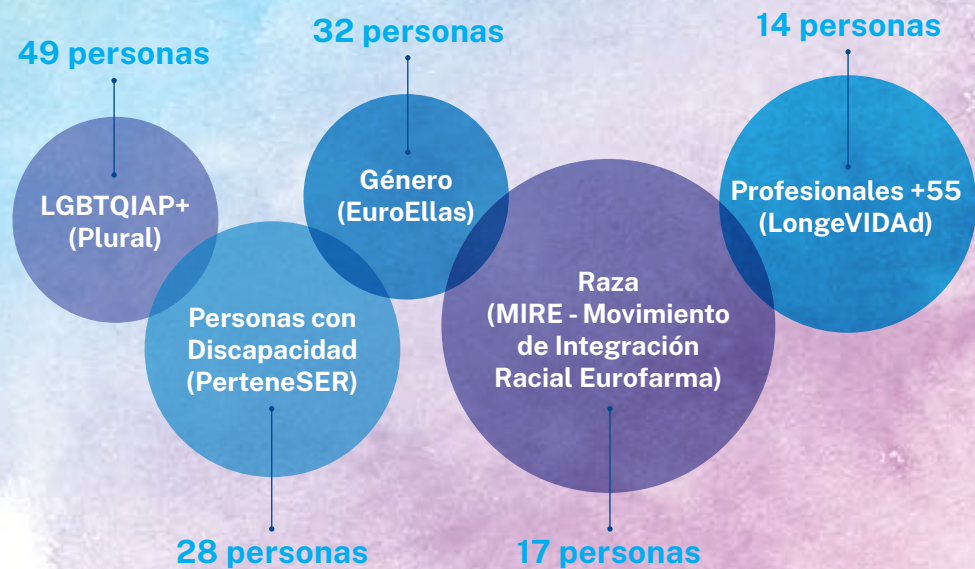 49 personas
LGBTQIAP+
(Plural)
32 personas
Género
(EuroEllas)
14 personas
Profesionales +55
(LongeVIDAd)
Personas con
Discapacidad
(PerteneSER)
28 personas
Raza
(MIRE - Movimiento
de Integración
Racial Eurofarma)
17 personas